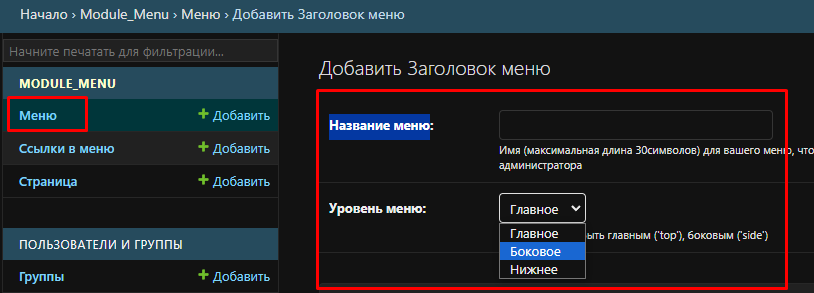 Начало › Module_Menu › Меню › Добавить Заголовок меню
Начните печатать для фильтрации...
MODULE_MENU
Меню + Добавить
Ссылки в меню + Добавить
Страница + Добавить
ПОЛЬЗОВАТЕЛИ И ГРУППЫ
Группы + Добавить
Добавить Заголовок меню
Название меню:
Имя (максимальная длина 30символов) для вашего меню, что
администратора
Уровень меню:
Главное
Главное
Боковое
Нижнее
ыть главным ('top'), боковым ('side')